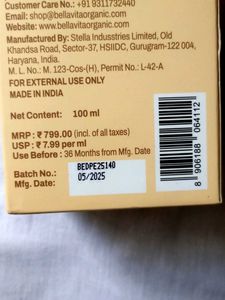 Customer Care No.: +91 9311732440
Email : shop@bellavitaorganic.com
Website : www.bellavitaorganic.com
Manufactured By: Stella Indusstries Limited, Old
Khandsa Road, Sector-37, HSIIDC, Gurugram-122 004,
Haryana, India.
M. L. No.: M. 123-Cos-(H), Permit No.: L-42-A
FOR EXTERNAL USE ONLY
MADE IN INDIA
Net Content: 100 ml
MRP : ₹ 799.00 (incl. of all taxes)
USP : ₹ 7.99 per ml
Use Before : 36 Months from Mfg. Date
Batch No.: BEDPE25140
Mfg. Date: 05/2025
8 906188 064112